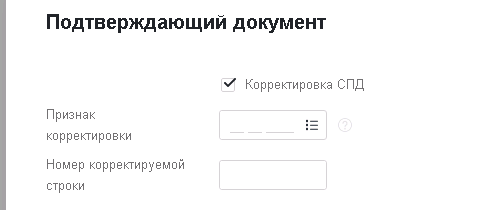 Подтверждающий документ
Корректировка СПД
Признак
корректировки
Номер корректируемой
строки